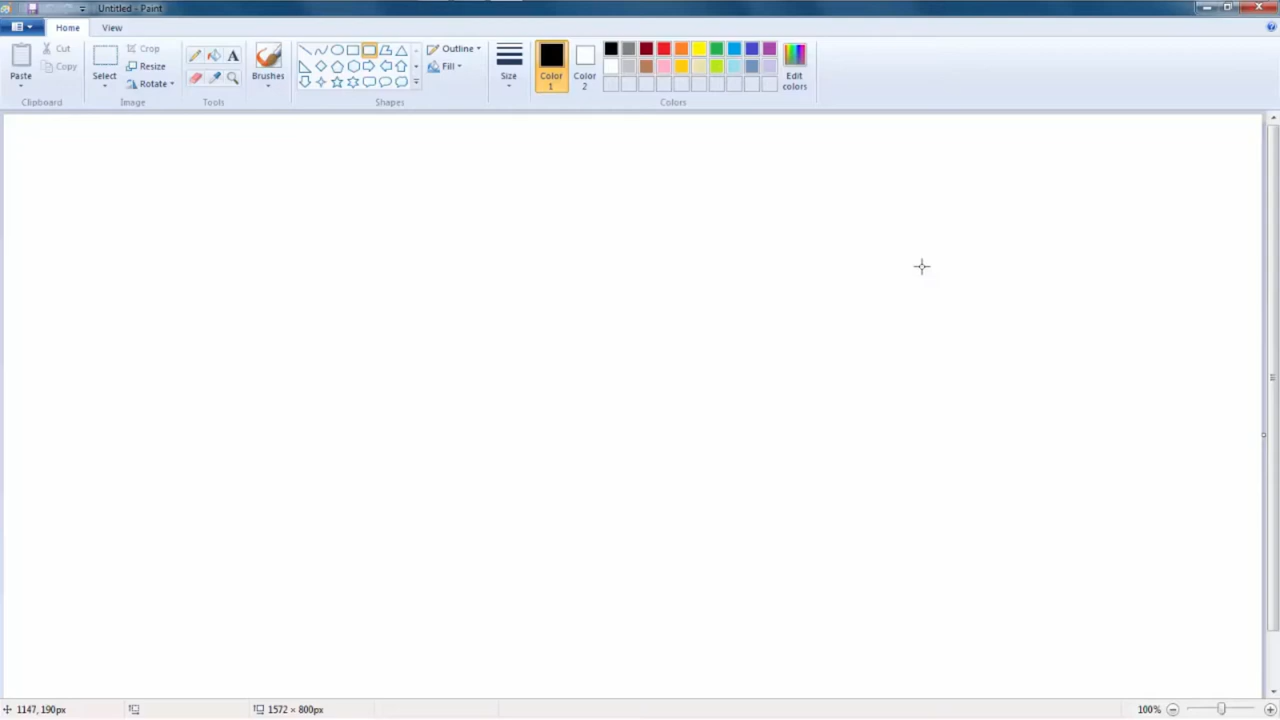 Untitled - Paint
Home View
Paste
Cut
Copy
Clipboard
Select
Crop
Resize
Rotate
Image
A
Tools
Brushes
Outline
Fill
Shapes
Size
Color 1
Color 2
Edit colors
Colors
1147, 190px
1572 × 800px
100%